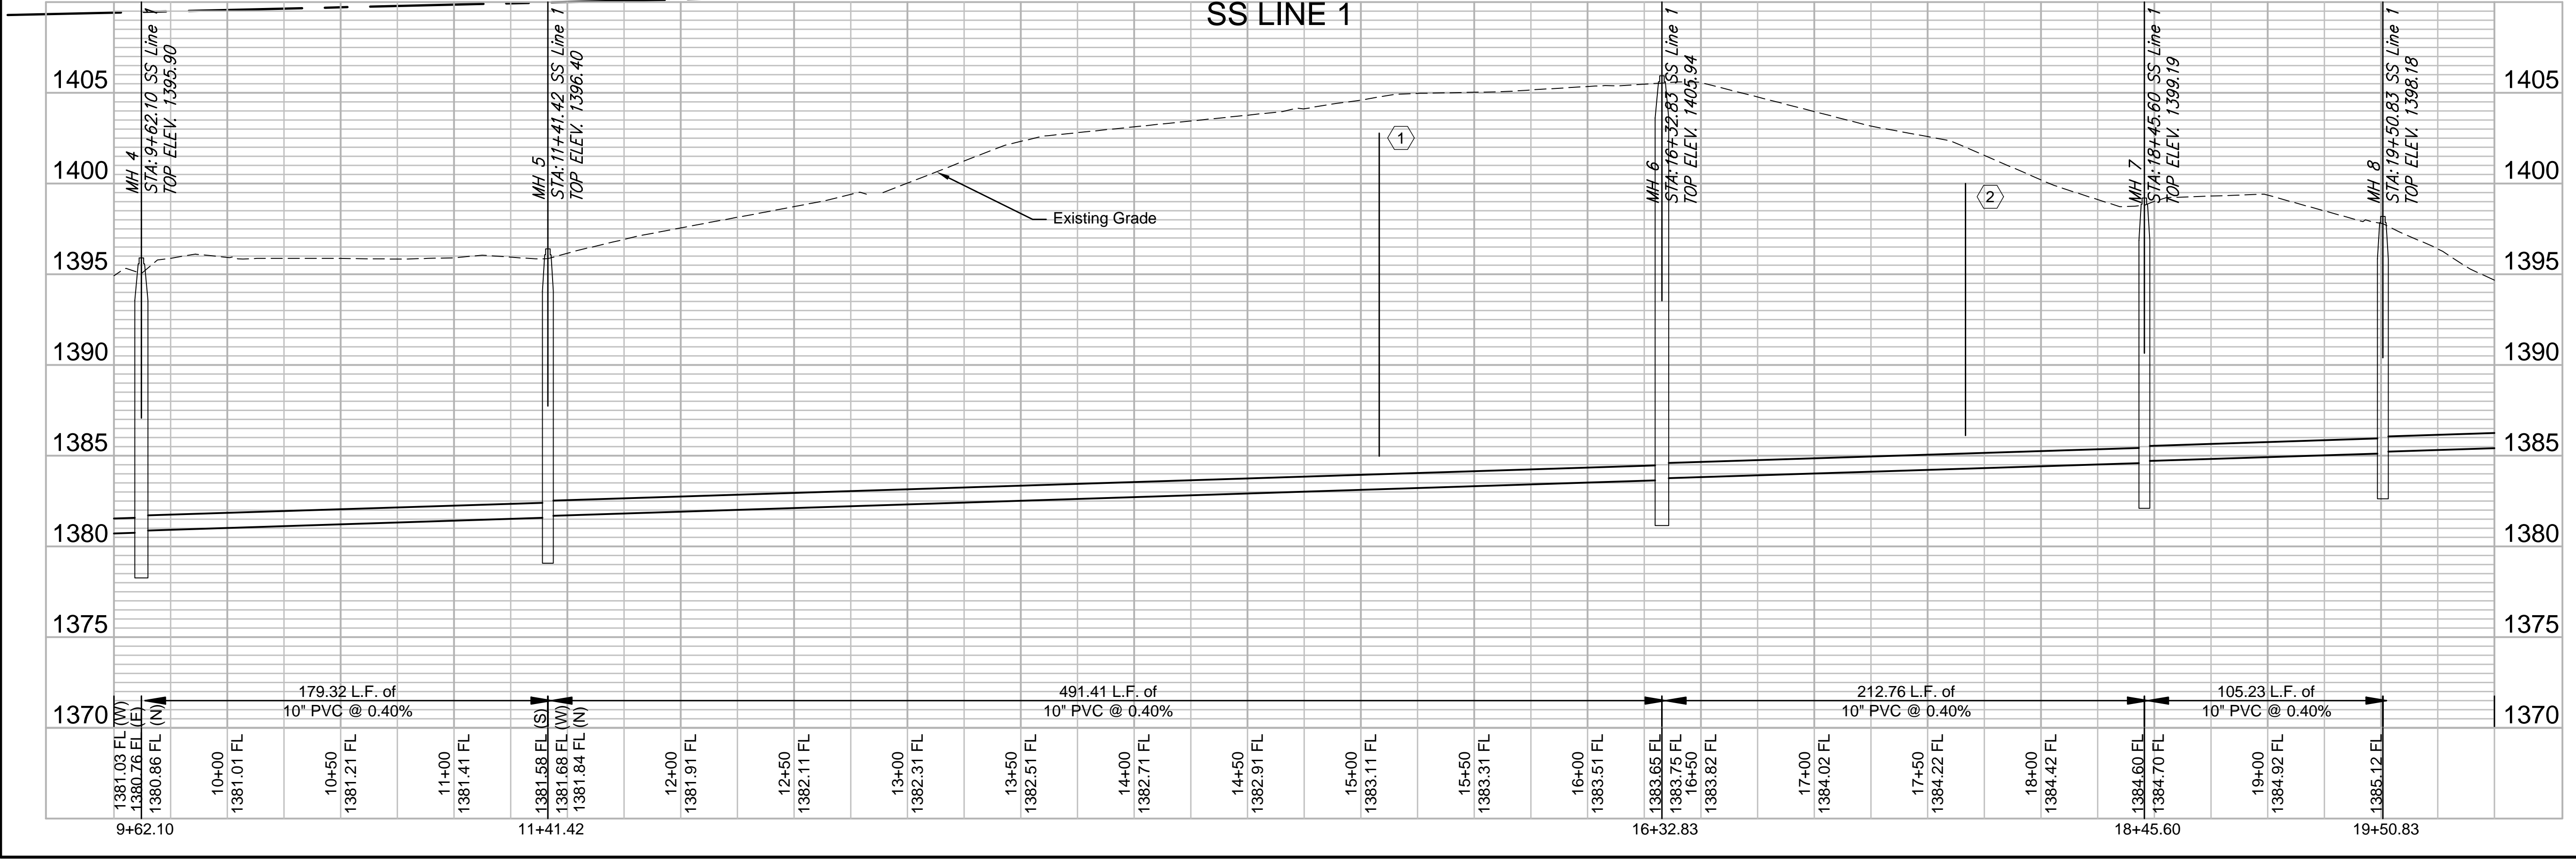 SS LINE 1
MH 4
STA: 9+62.10 SS Line 1
TOP ELEV. 1395.90
MH 5
STA: 11+41.42 SS Line 1
TOP ELEV. 1396.40
MH 6
STA: 16+32.83 SS Line 1
TOP ELEV. 1405.94
MH 7
STA: 18+45.60 SS Line 1
TOP ELEV. 1399.19
MH 8
STA: 19+50.83 SS Line 1
TOP ELEV. 1398.18
1
2
Existing Grade
1405
1400
1395
1390
1385
1380
1375
1370
1405
1400
1395
1390
1385
1380
1375
1370
179.32 L.F. of
10" PVC @ 0.40%
491.41 L.F. of
10" PVC @ 0.40%
212.76 L.F. of
10" PVC @ 0.40%
105.23 L.F. of
10" PVC @ 0.40%
1381.03 FL (W)
1380.76 FL (E)
1380.86 FL (N)
10+00
1381.01 FL
10+50
1381.21 FL
11+00
1381.41 FL
1381.58 FL (S)
1381.68 FL (W)
1381.84 FL (N)
12+00
1381.91 FL
12+50
1382.11 FL
13+00
1382.31 FL
13+50
1382.51 FL
14+00
1382.71 FL
14+50
1382.91 FL
15+00
1383.11 FL
15+50
1383.31 FL
16+00
1383.51 FL
1383.65 FL
1383.75 FL
16+50
1383.82 FL
17+00
1384.02 FL
17+50
1384.22 FL
18+00
1384.42 FL
1384.60 FL
1384.70 FL
19+00
1384.92 FL
1385.12 FL
9+62.10
11+41.42
16+32.83
18+45.60
19+50.83